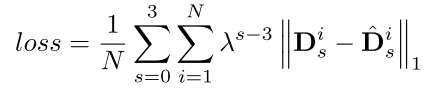 $loss = \frac{1}{N} \sum_{s=0}^{3} \sum_{i=1}^{N} \lambda^{s-3} \left\| \mathbf{D}_s^i - \hat{\mathbf{D}}_s^i \right\|_1$